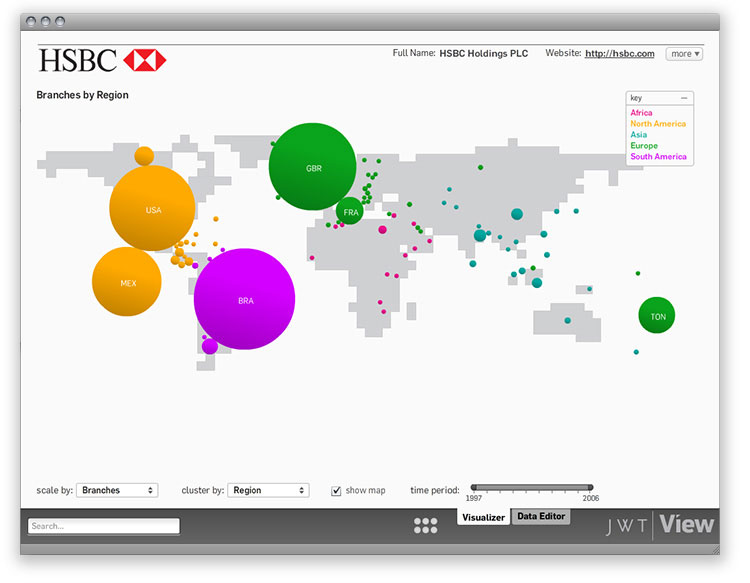 HSBC
Full Name: HSBC Holdings PLC Website: http://hsbc.com more
Branches by Region
key
Africa
North America
Asia
Europe
South America
GBR
USA
FRA
MEX
BRA
TON
scale by: Branches cluster by: Region show map time period:
1997 2006
Search...
Visualizer Data Editor
JWT View